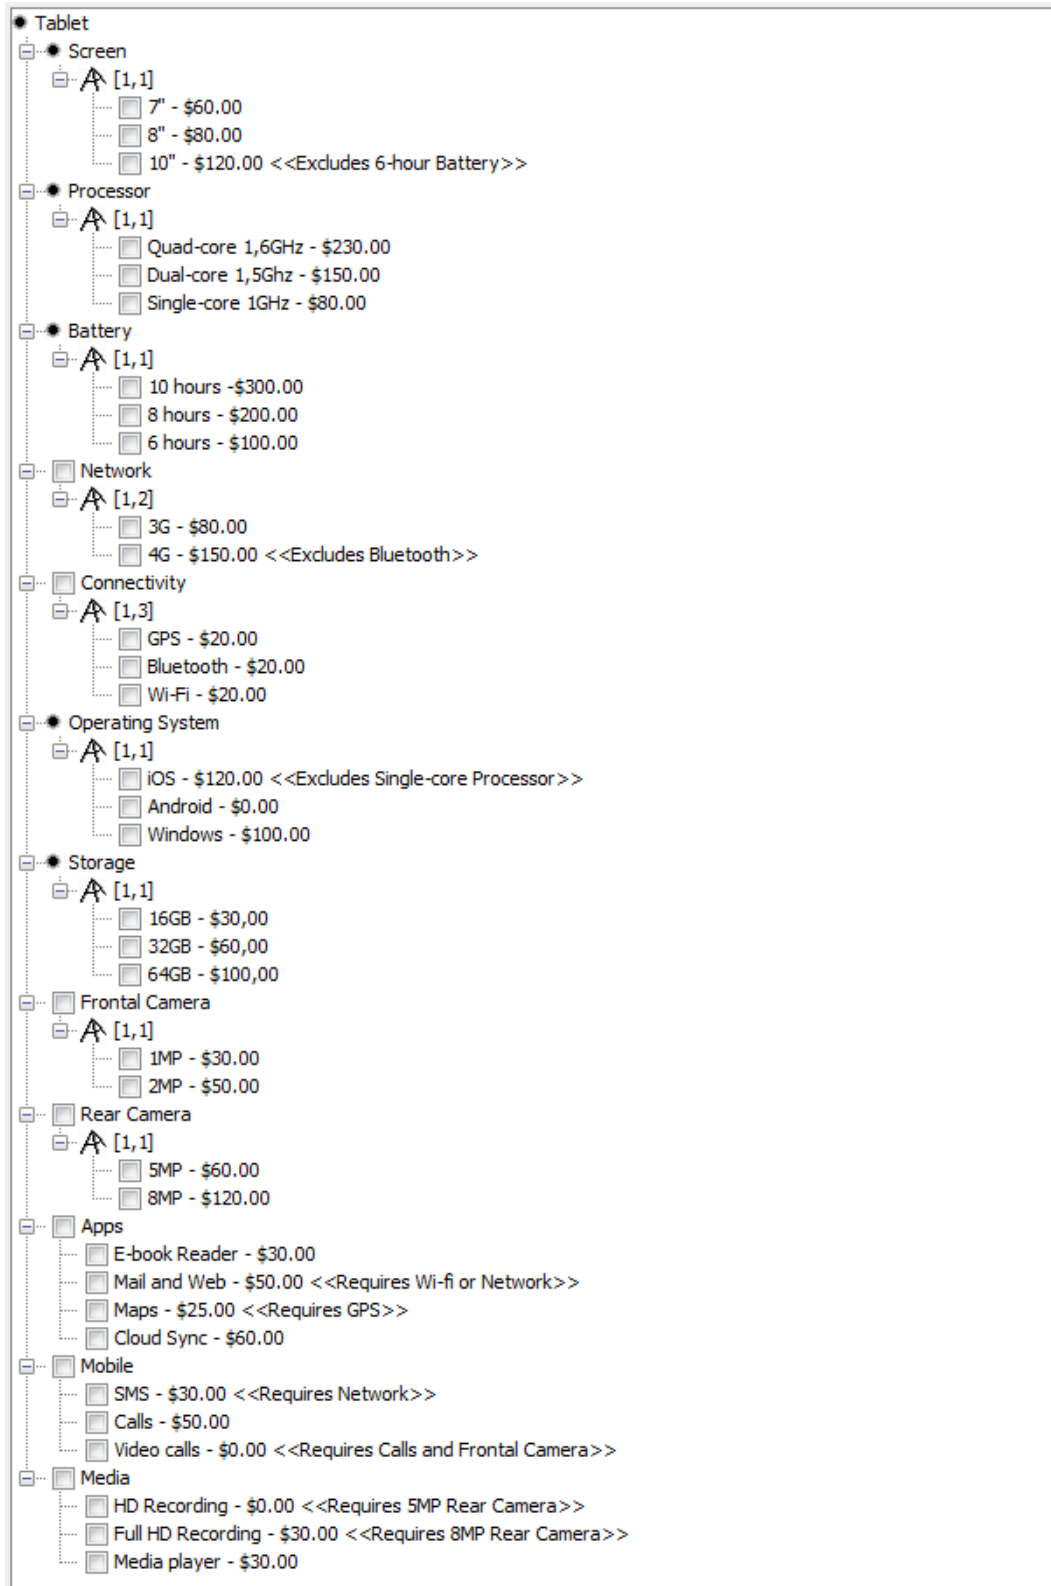 Tablet
Screen
[1,1]
7" - $60.00
8" - $80.00
10" - $120.00 <<Excludes 6-hour Battery>>
Processor
[1,1]
Quad-core 1,6GHz - $230.00
Dual-core 1,5Ghz - $150.00
Single-core 1GHz - $80.00
Battery
[1,1]
10 hours -$300.00
8 hours - $200.00
6 hours - $100.00
Network
[1,2]
3G - $80.00
4G - $150.00 <<Excludes Bluetooth>>
Connectivity
[1,3]
GPS - $20.00
Bluetooth - $20.00
Wi-Fi - $20.00
Operating System
[1,1]
iOS - $120.00 <<Excludes Single-core Processor>>
Android - $0.00
Windows - $100.00
Storage
[1,1]
16GB - $30,00
32GB - $60,00
64GB - $100,00
Frontal Camera
[1,1]
1MP - $30.00
2MP - $50.00
Rear Camera
[1,1]
5MP - $60.00
8MP - $120.00
Apps
E-book Reader - $30.00
Mail and Web - $50.00 <<Requires Wi-fi or Network>>
Maps - $25.00 <<Requires GPS>>
Cloud Sync - $60.00
Mobile
SMS - $30.00 <<Requires Network>>
Calls - $50.00
Video calls - $0.00 <<Requires Calls and Frontal Camera>>
Media
HD Recording - $0.00 <<Requires 5MP Rear Camera>>
Full HD Recording - $30.00 <<Requires 8MP Rear Camera>>
Media player - $30.00